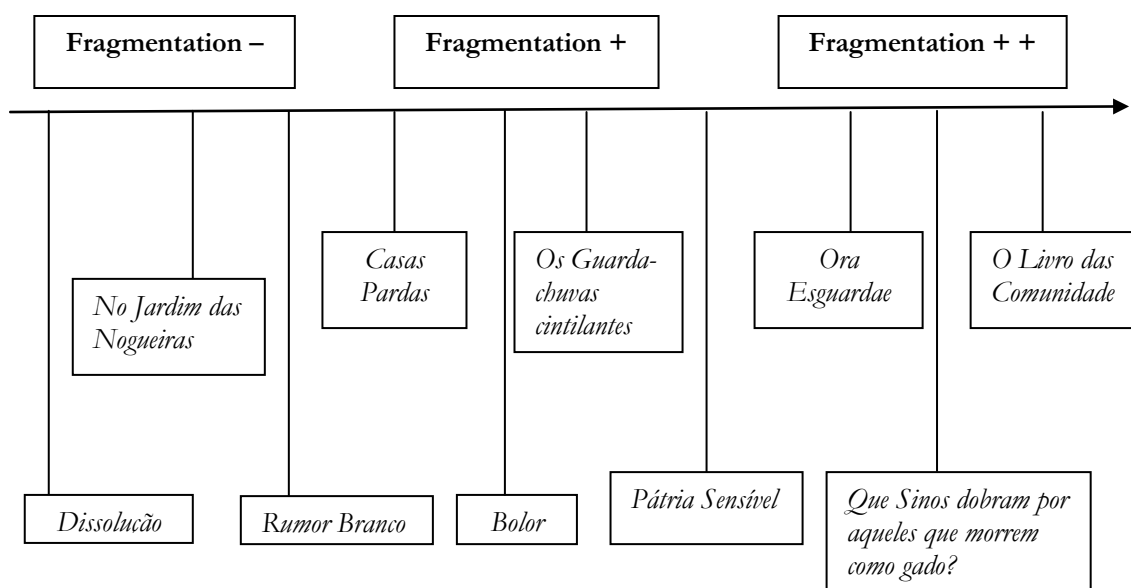 Fragmentation –
Fragmentation +
Fragmentation + +
Casas
Pardas
Os Guarda-
chuvas
cintilantes
Ora
Esguardae
O Livro das
Comunidade
No Jardim das
Nogueiras
Dissolução
Rumor Branco
Bolor
Pátria Sensível
Que Sinos dobram por
aqueles que morrem
como gado?